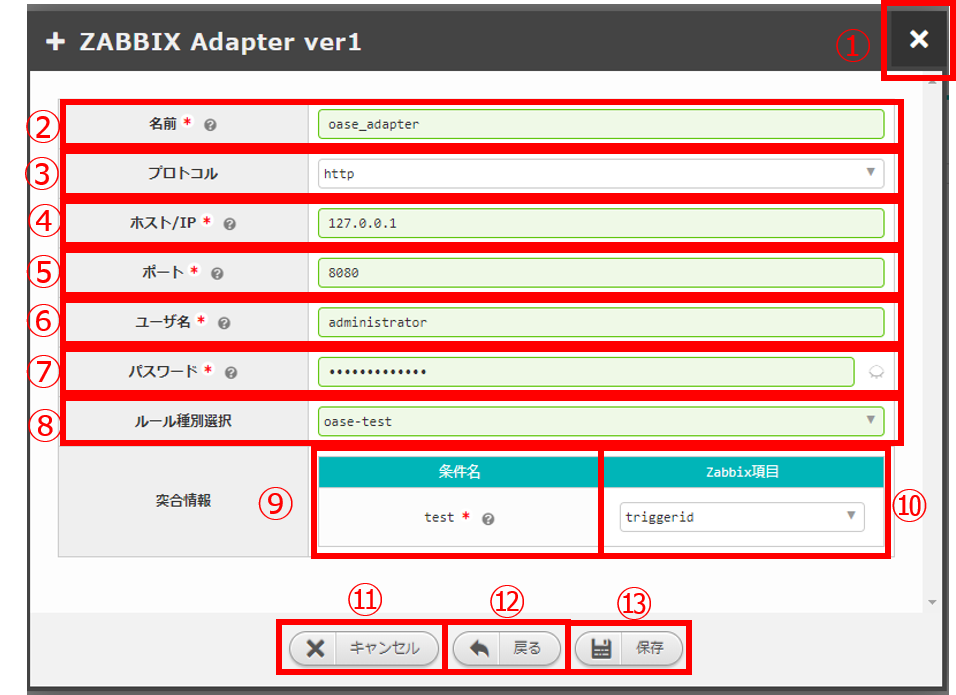 + ZABBIX Adapter ver1
① ×
② 名前 * oase_adapter
③ プロトコル http
④ ホスト/IP * 127.0.0.1
⑤ ポート * 8080
⑥ ユーザ名 * administrator
⑦ パスワード * •••••••••••••
⑧ ルール種別選択 oase-test
突合情報 ⑨ 条件名 Zabbix項目 ⑩
test * triggerid
⑪ ⑫ ⑬
キャンセル 戻る 保存